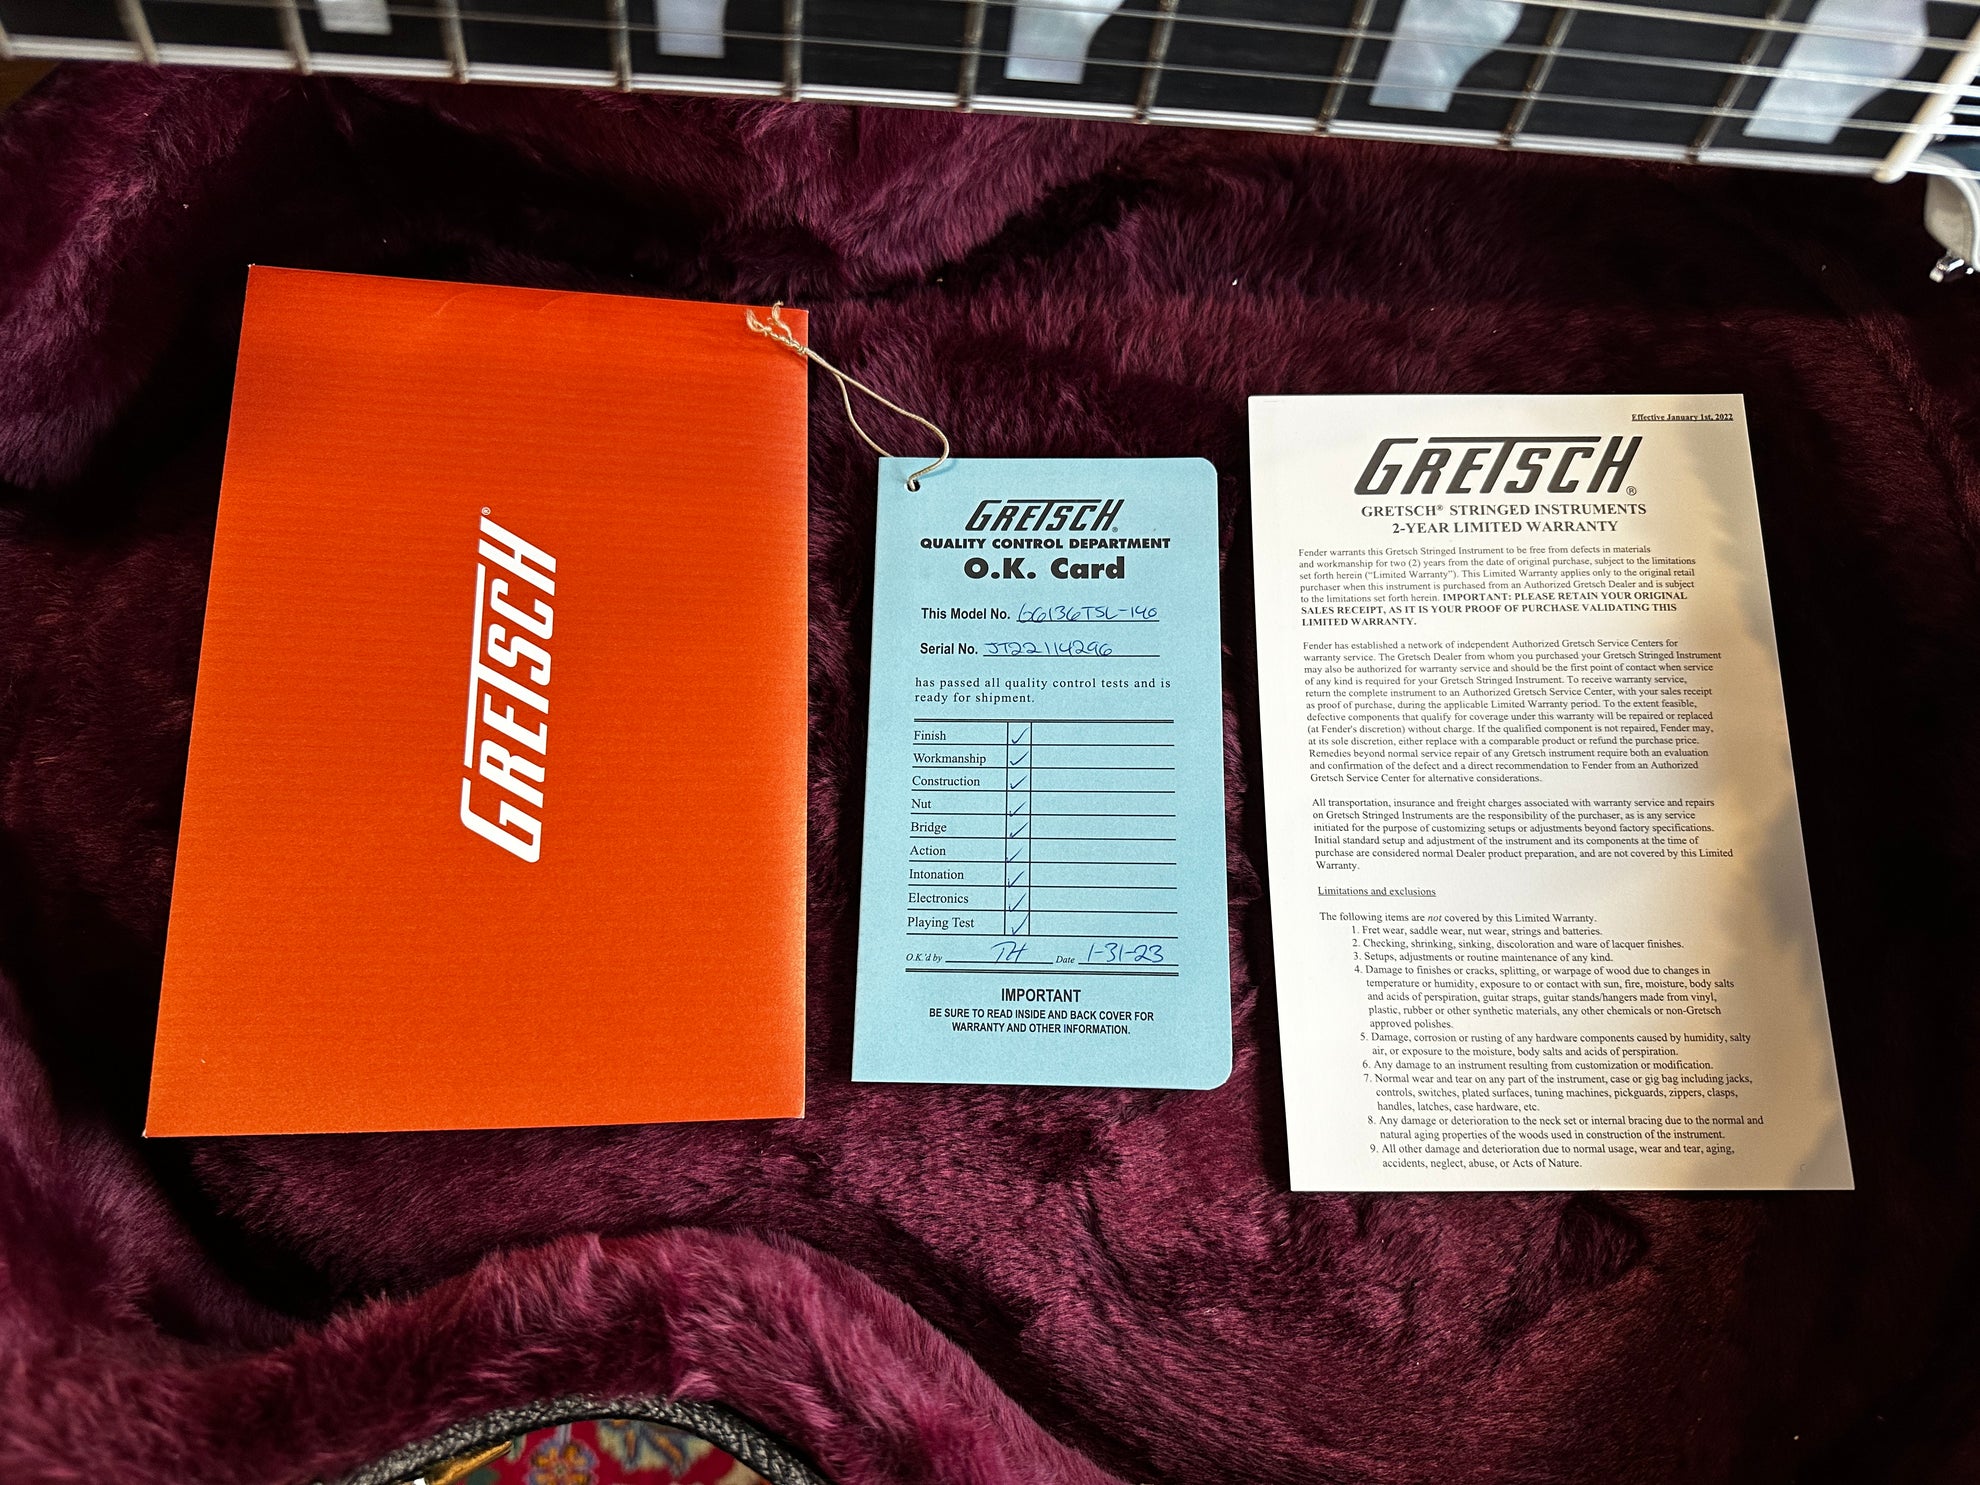 GRETSCH®
GRETSCH®
QUALITY CONTROL DEPARTMENT
O.K. Card
This Model No. G6136TSL-140
Serial No. JT22114296
has passed all quality control tests and is
ready for shipment.
Finish ✓
Workmanship ✓
Construction ✓
Nut ✓
Bridge ✓
Action ✓
Intonation ✓
Electronics ✓
Playing Test ✓
O.K.'d by TH Date 1-31-23
IMPORTANT
BE SURE TO READ INSIDE AND BACK COVER FOR
WARRANTY AND OTHER INFORMATION.
Effective January 1st, 2022
GRETSCH®
GRETSCH® STRINGED INSTRUMENTS
2-YEAR LIMITED WARRANTY
Fender warrants this Gretsch Stringed Instrument to be free from defects in materials
and workmanship for two (2) years from the date of original purchase, subject to the limitations
set forth herein ("Limited Warranty"). This Limited Warranty applies only to the original retail
purchaser when this instrument is purchased from an Authorized Gretsch Dealer and is subject
to the limitations set forth herein. IMPORTANT: PLEASE RETAIN YOUR ORIGINAL
SALES RECEIPT, AS IT IS YOUR PROOF OF PURCHASE VALIDATING THIS
LIMITED WARRANTY.
Fender has established a network of independent Authorized Gretsch Service Centers for
warranty service. The Gretsch Dealer from whom you purchased your Gretsch Stringed Instrument
may also be authorized for warranty service and should be the first point of contact when service
of any kind is required for your Gretsch Stringed Instrument. To receive warranty service,
return the complete instrument to an Authorized Gretsch Service Center, with your sales receipt
as proof of purchase, during the applicable Limited Warranty period. To the extent feasible,
defective components that qualify for coverage under this warranty will be repaired or replaced
(at Fender's discretion) without charge. If the qualified component is not repaired, Fender may,
at its sole discretion, either replace with a comparable product or refund the purchase price.
Remedies beyond normal service repair of any Gretsch instrument require both an evaluation
and confirmation of the defect and a direct recommendation to Fender from an Authorized
Gretsch Service Center for alternative considerations.
All transportation, insurance and freight charges associated with warranty service and repairs
on Gretsch Stringed Instruments are the responsibility of the purchaser, as is any service
initiated for the purpose of customizing setups or adjustments beyond factory specifications.
Initial standard setup and adjustment of the instrument and its components at the time of
purchase are considered normal Dealer product preparation, and are not covered by this Limited
Warranty.
Limitations and exclusions
The following items are not covered by this Limited Warranty.
1. Fret wear, saddle wear, nut wear, strings and batteries.
2. Checking, shrinking, sinking, discoloration and ware of lacquer finishes.
3. Setups, adjustments or routine maintenance of any kind.
4. Damage to finishes or cracks, splitting, or warpage of wood due to changes in
temperature or humidity, exposure to or contact with sun, fire, moisture, body salts
and acids of perspiration, guitar straps, guitar stands/hangers made from vinyl,
plastic, rubber or other synthetic materials, any other chemicals or non-Gretsch
approved polishes.
5. Damage, corrosion or rusting of any hardware components caused by humidity, salty
air, or exposure to the moisture, body salts and acids of perspiration.
6. Any damage to an instrument resulting from customization or modification.
7. Normal wear and tear on any part of the instrument, case or gig bag including jacks,
controls, switches, plated surfaces, tuning machines, pickguards, zippers, clasps,
handles, latches, case hardware, etc.
8. Any damage or deterioration to the neck set or internal bracing due to the normal and
natural aging properties of the woods used in construction of the instrument.
9. All other damage and deterioration due to normal usage, wear and tear, aging,
accidents, neglect, abuse, or Acts of Nature.